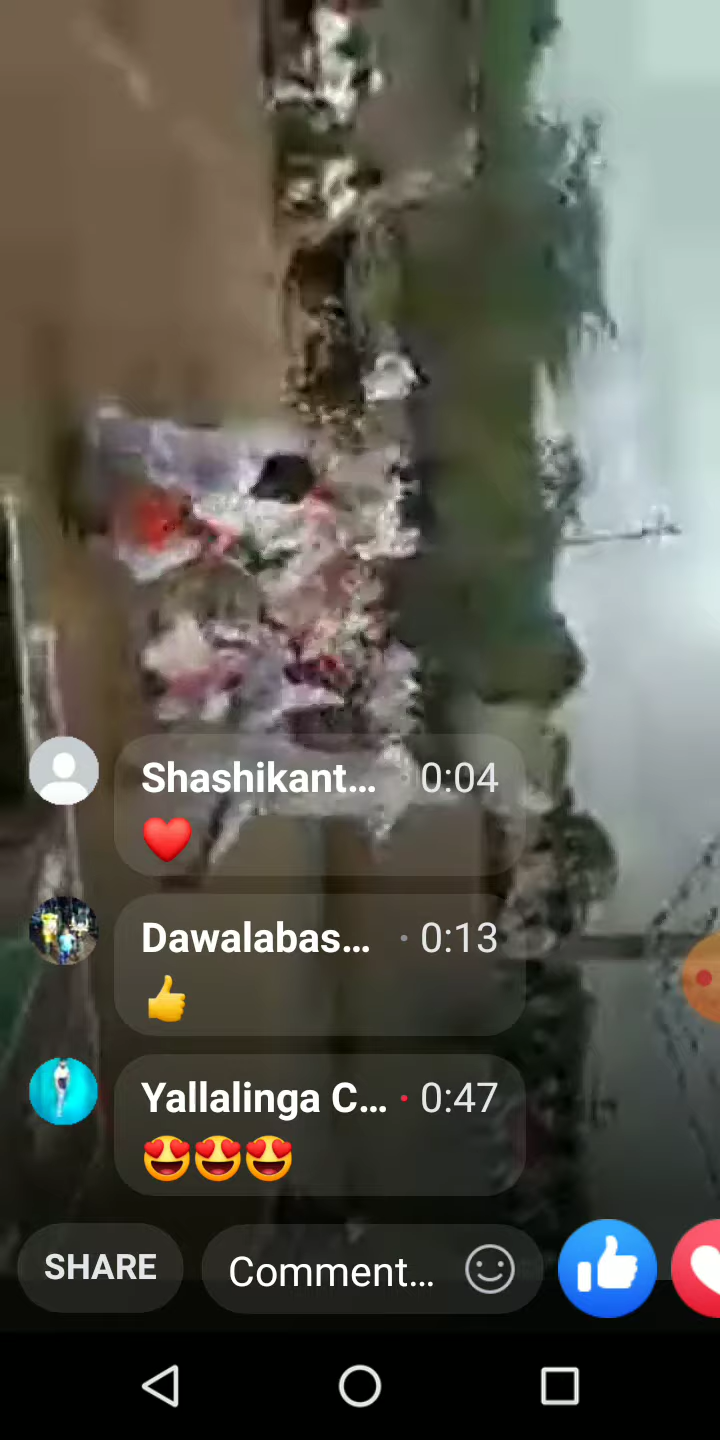 Shashikant... 0:04
❤️
Dawalabas... · 0:13
👍
Yallalinga C... · 0:47
😍😍😍
SHARE
Comment...